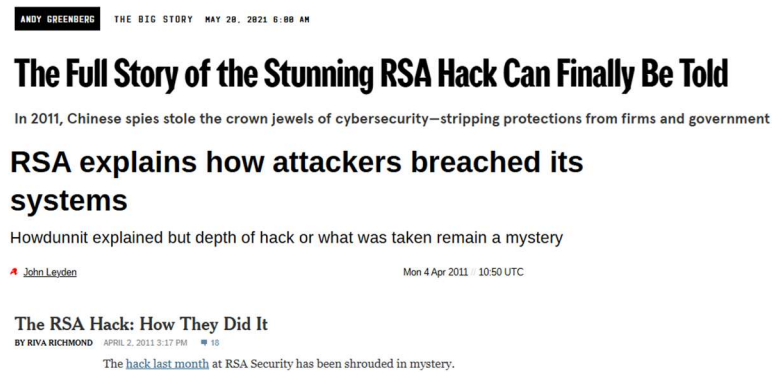 ANDY GREENBERG THE BIG STORY MAY 20, 2021 6:00 AM
The Full Story of the Stunning RSA Hack Can Finally Be Told
In 2011, Chinese spies stole the crown jewels of cybersecurity—stripping protections from firms and government
RSA explains how attackers breached its
systems
Howdunnit explained but depth of hack or what was taken remain a mystery
John Leyden Mon 4 Apr 2011 // 10:50 UTC
The RSA Hack: How They Did It
BY RIVA RICHMOND APRIL 2, 2011 3:17 PM 18
The hack last month at RSA Security has been shrouded in mystery.